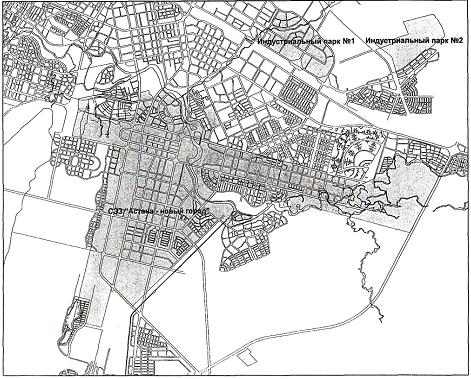 Индустриальный парк №1
Индустриальный парк №2
СЭЗ "Астана - новый город"